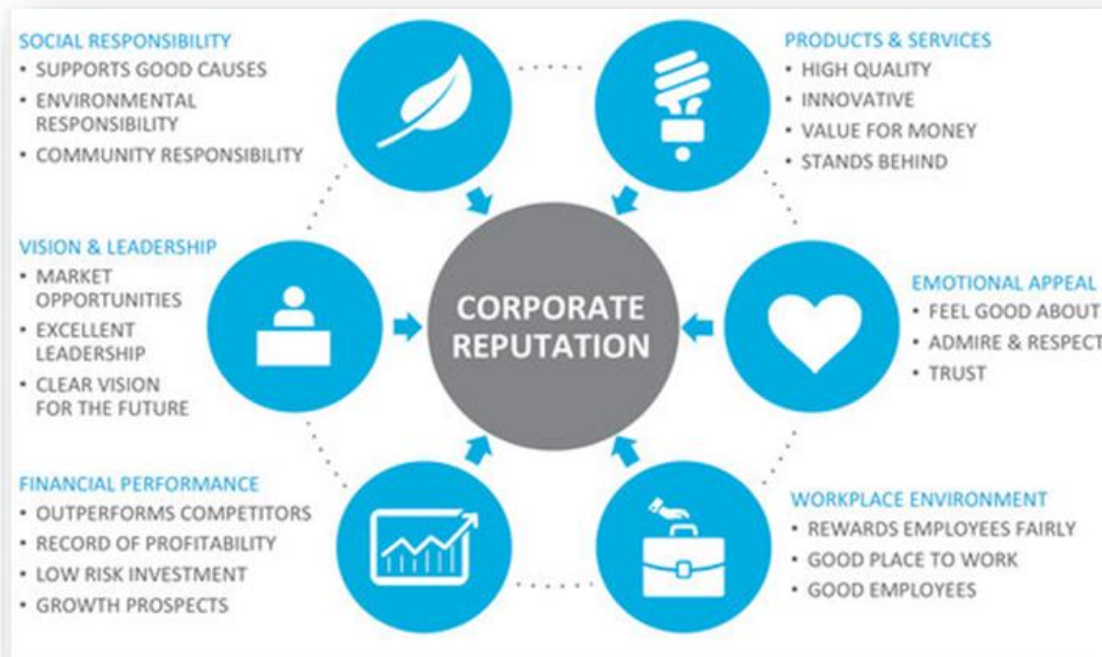 SOCIAL RESPONSIBILITY
• SUPPORTS GOOD CAUSES
• ENVIRONMENTAL
RESPONSIBILITY
• COMMUNITY RESPONSIBILITY
PRODUCTS & SERVICES
• HIGH QUALITY
• INNOVATIVE
• VALUE FOR MONEY
• STANDS BEHIND
VISION & LEADERSHIP
• MARKET
OPPORTUNITIES
• EXCELLENT
LEADERSHIP
• CLEAR VISION
FOR THE FUTURE
CORPORATE
REPUTATION
EMOTIONAL APPEAL
• FEEL GOOD ABOUT
• ADMIRE & RESPECT
• TRUST
FINANCIAL PERFORMANCE
• OUTPERFORMS COMPETITORS
• RECORD OF PROFITABILITY
• LOW RISK INVESTMENT
• GROWTH PROSPECTS
WORKPLACE ENVIRONMENT
• REWARDS EMPLOYEES FAIRLY
• GOOD PLACE TO WORK
• GOOD EMPLOYEES